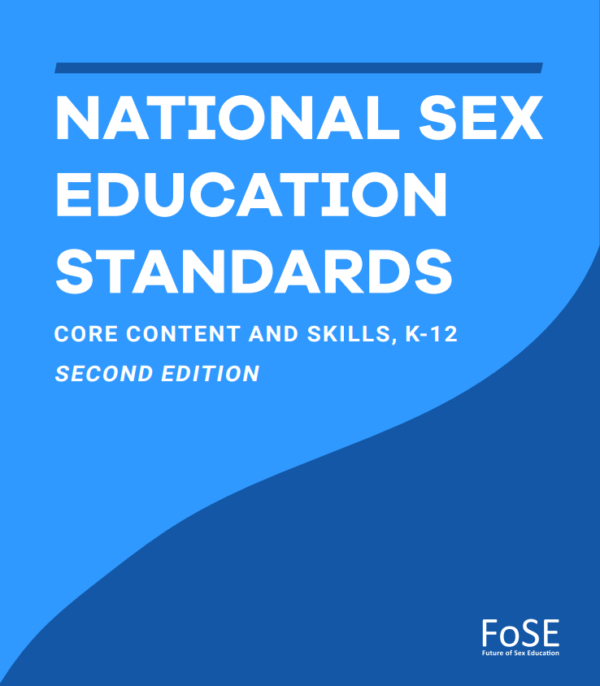 NATIONAL SEX
EDUCATION
STANDARDS
CORE CONTENT AND SKILLS, K-12
SECOND EDITION
FoSE
Future of Sex Education